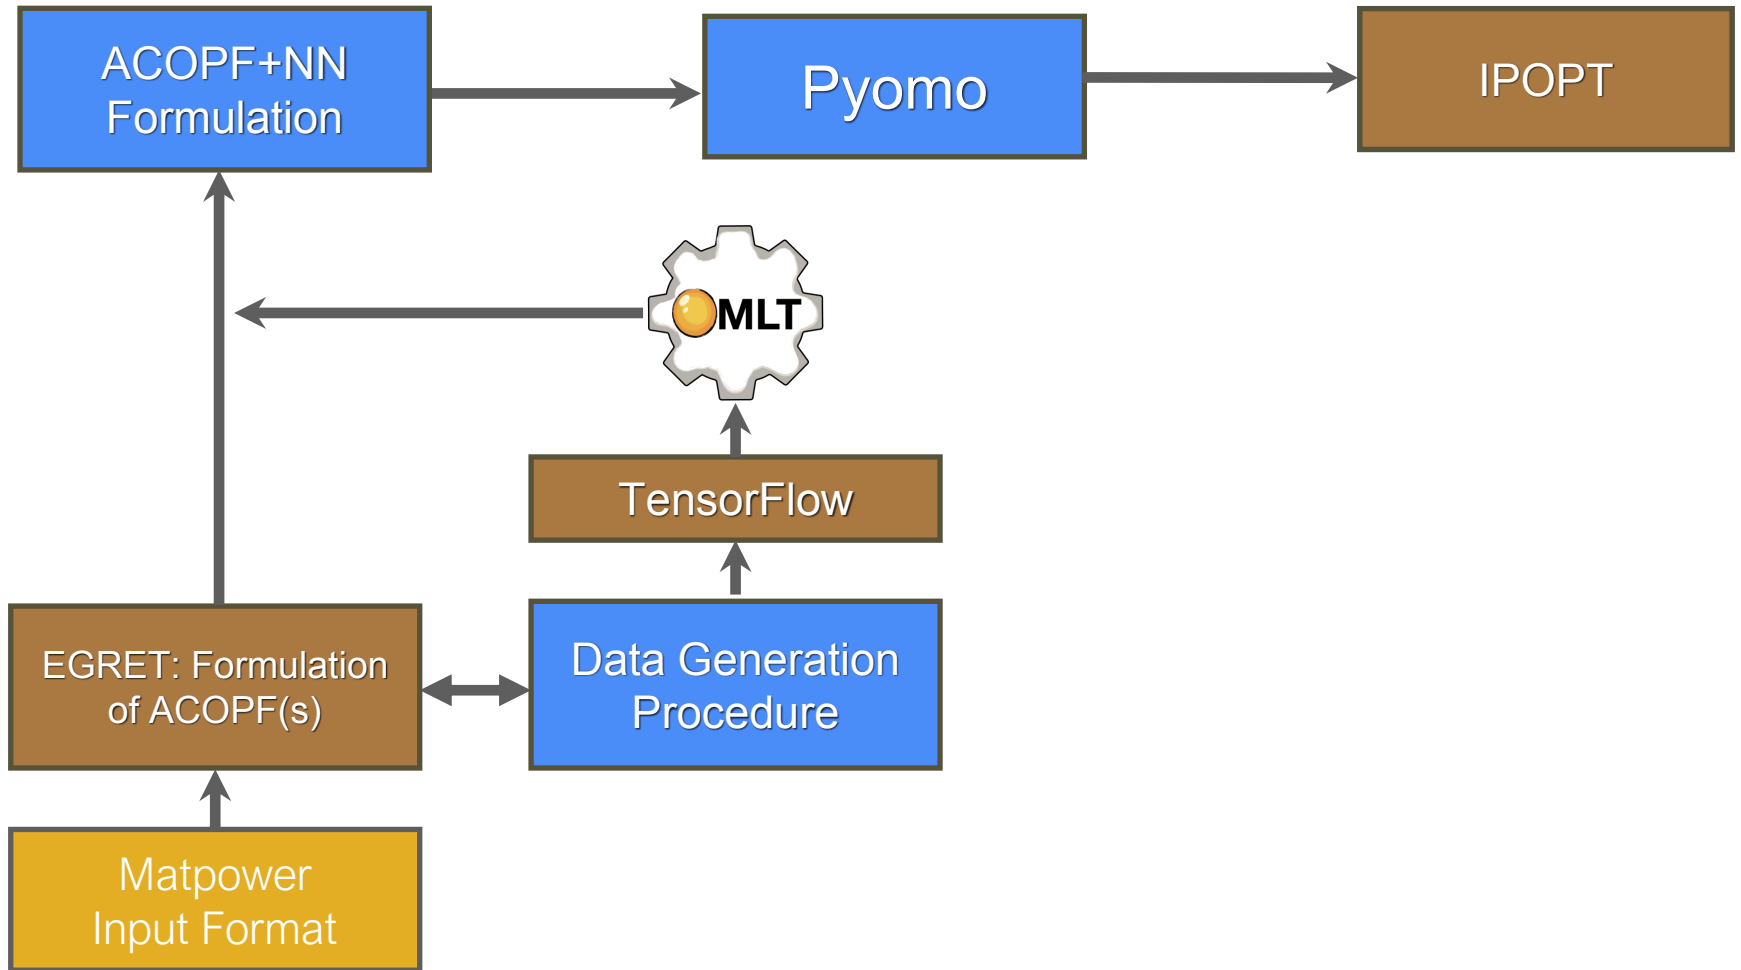 ACOPF+NN
Formulation
Pyomo
IPOPT
OMLT
TensorFlow
EGRET: Formulation
of ACOPF(s)
Data Generation
Procedure
Matpower
Input Format